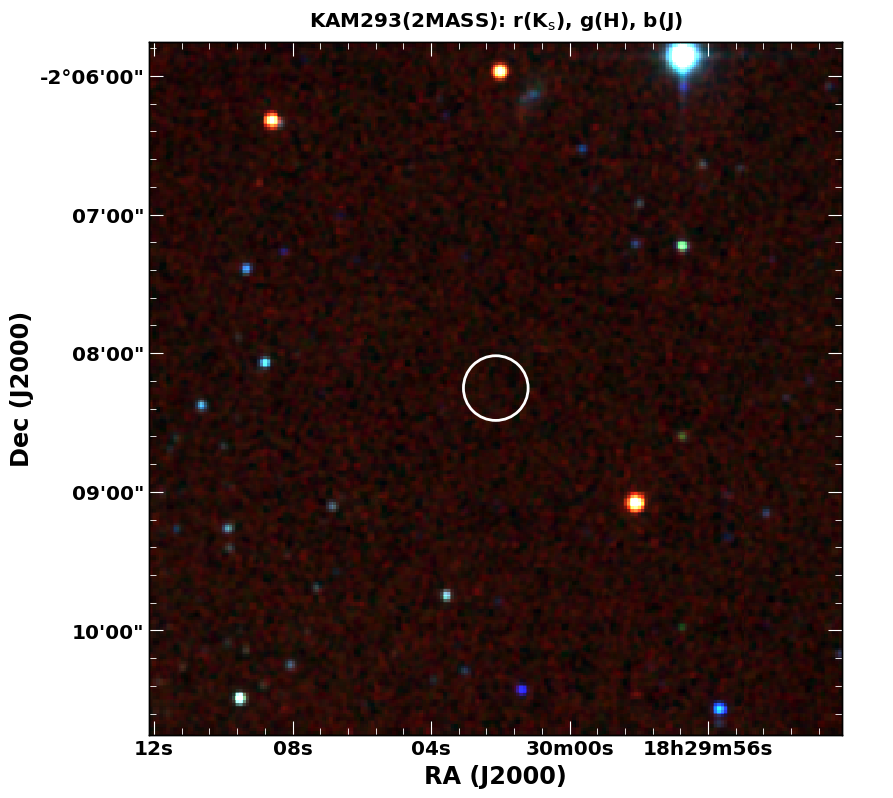 KAM293(2MASS): r(Kₛ), g(H), b(J)
-2°06'00"
07'00"
08'00"
09'00"
10'00"
Dec (J2000)
12s 08s 04s 30m00s 18h29m56s
RA (J2000)